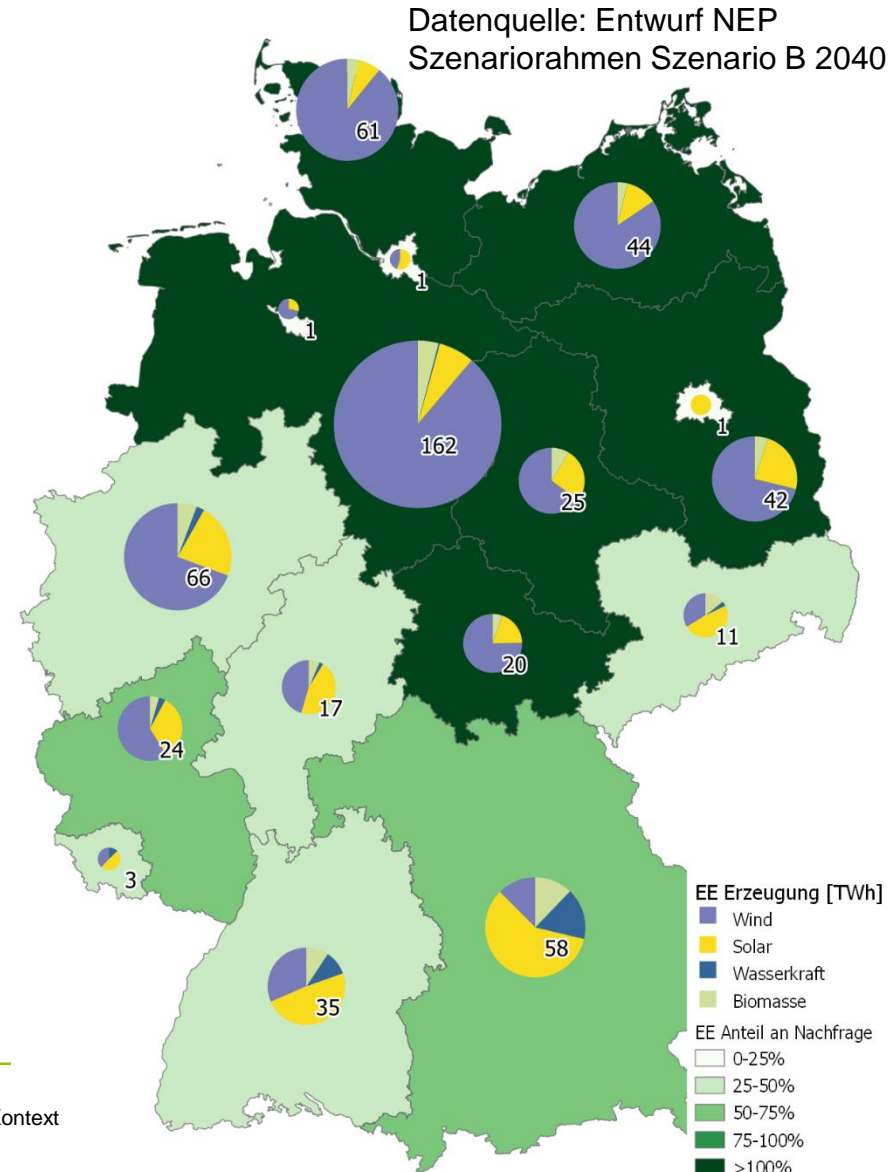 Datenquelle: Entwurf NEP
Szenariorahmen Szenario B 2040
61
44
1
1
162
1
25
42
66
11
20
17
24
3
58
35
EE Erzeugung [TWh]
Wind
Solar
Wasserkraft
Biomasse
EE Anteil an Nachfrage
0-25%
25-50%
50-75%
75-100%
>100%
ontext